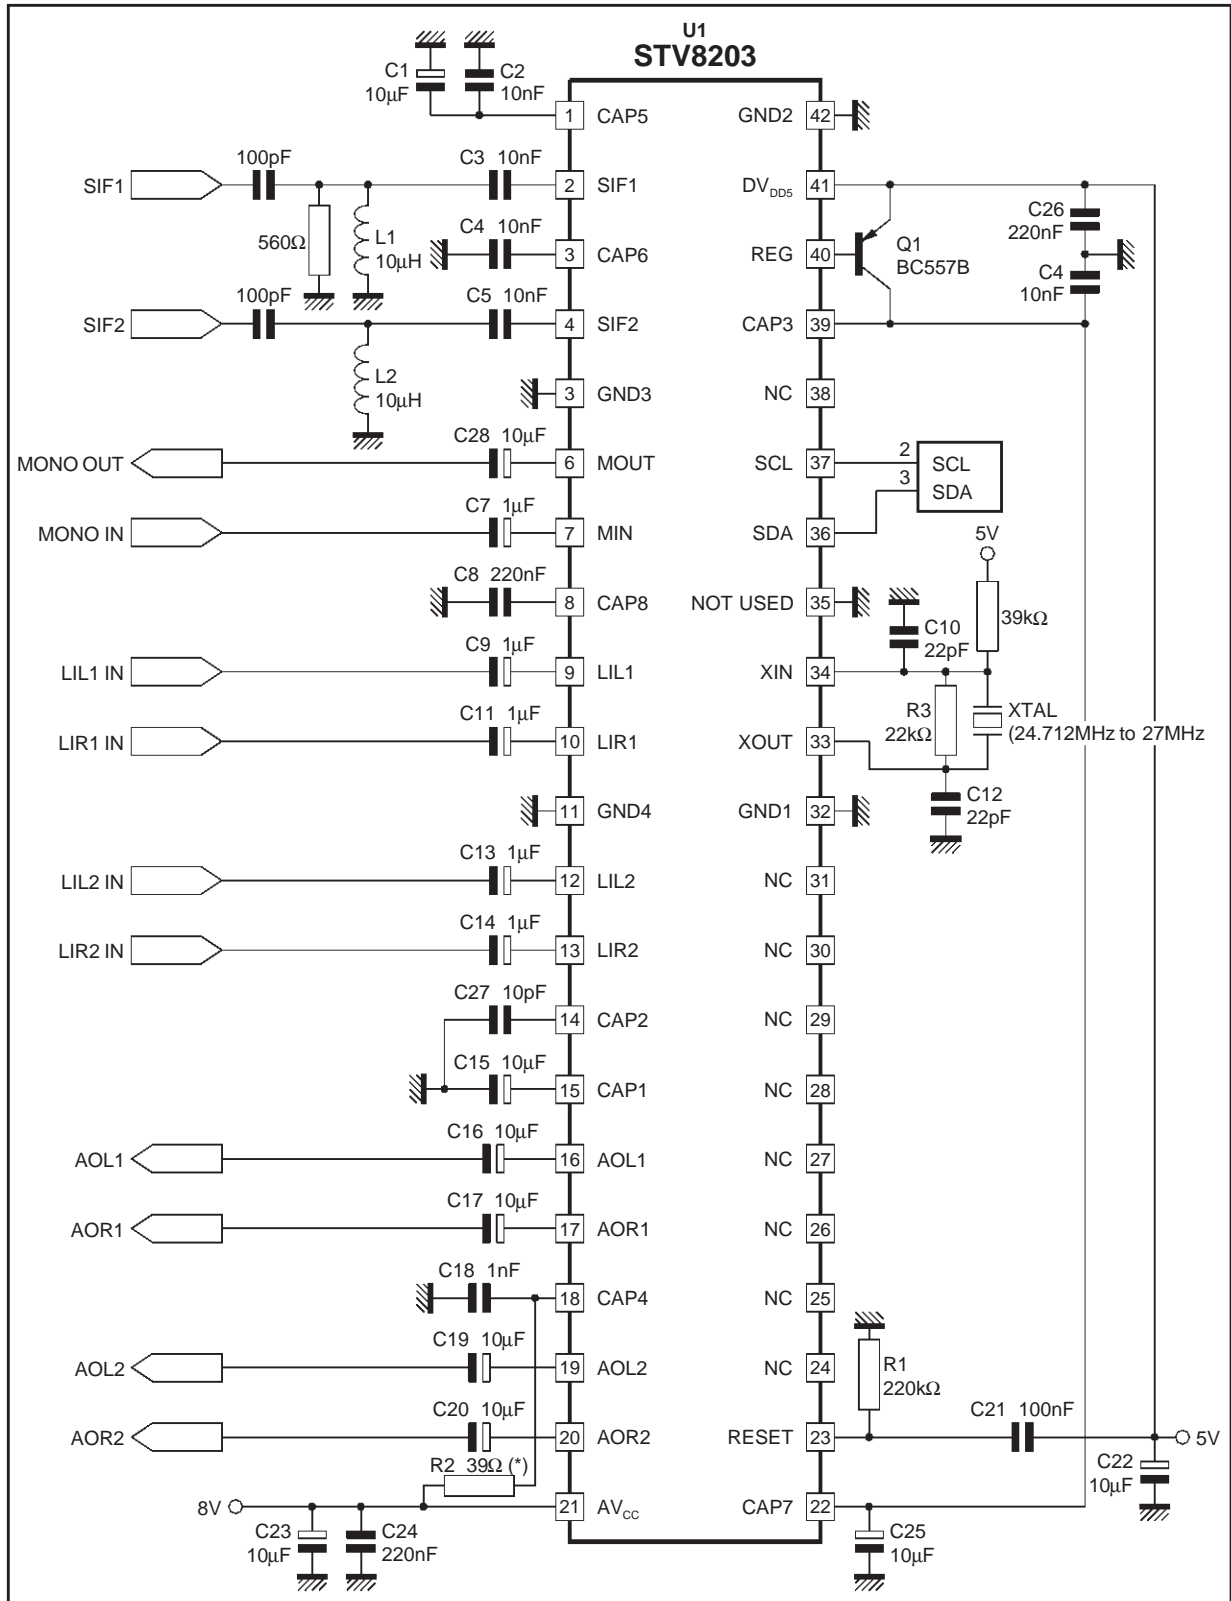 U1
STV8203
C1
10µF
C2
10nF
1 CAP5
GND2 42
SIF1
100pF
C3 10nF
2 SIF1
DVDD5 41
560Ω
L1
10µH
C4 10nF
3 CAP6
REG 40
Q1
BC557B
C26
220nF
C4
10nF
SIF2
100pF
C5 10nF
4 SIF2
CAP3 39
L2
10µH
3 GND3
NC 38
MONO OUT
C28 10µF
6 MOUT
SCL 37
2
SCL
3
SDA
MONO IN
C7 1µF
7 MIN
SDA 36
5V
C8 220nF
8 CAP8
NOT USED 35
C10
22pF
39kΩ
LIL1 IN
C9 1µF
9 LIL1
XIN 34
LIR1 IN
C11 1µF
10 LIR1
XOUT 33
R3
22kΩ
XTAL
(24.712MHz to 27MHz
11 GND4
GND1 32
C12
22pF
LIL2 IN
C13 1µF
12 LIL2
NC 31
LIR2 IN
C14 1µF
13 LIR2
NC 30
C27 10pF
14 CAP2
NC 29
C15 10µF
15 CAP1
NC 28
AOL1
C16 10µF
16 AOL1
NC 27
AOR1
C17 10µF
17 AOR1
NC 26
C18 1nF
18 CAP4
NC 25
AOL2
C19 10µF
19 AOL2
NC 24
R1
220kΩ
AOR2
C20 10µF
20 AOR2
RESET 23
C21 100nF
5V
R2 39Ω (*)
C22
10µF
8V
21 AVCC
CAP7 22
C23
10µF
C24
220nF
C25
10µF